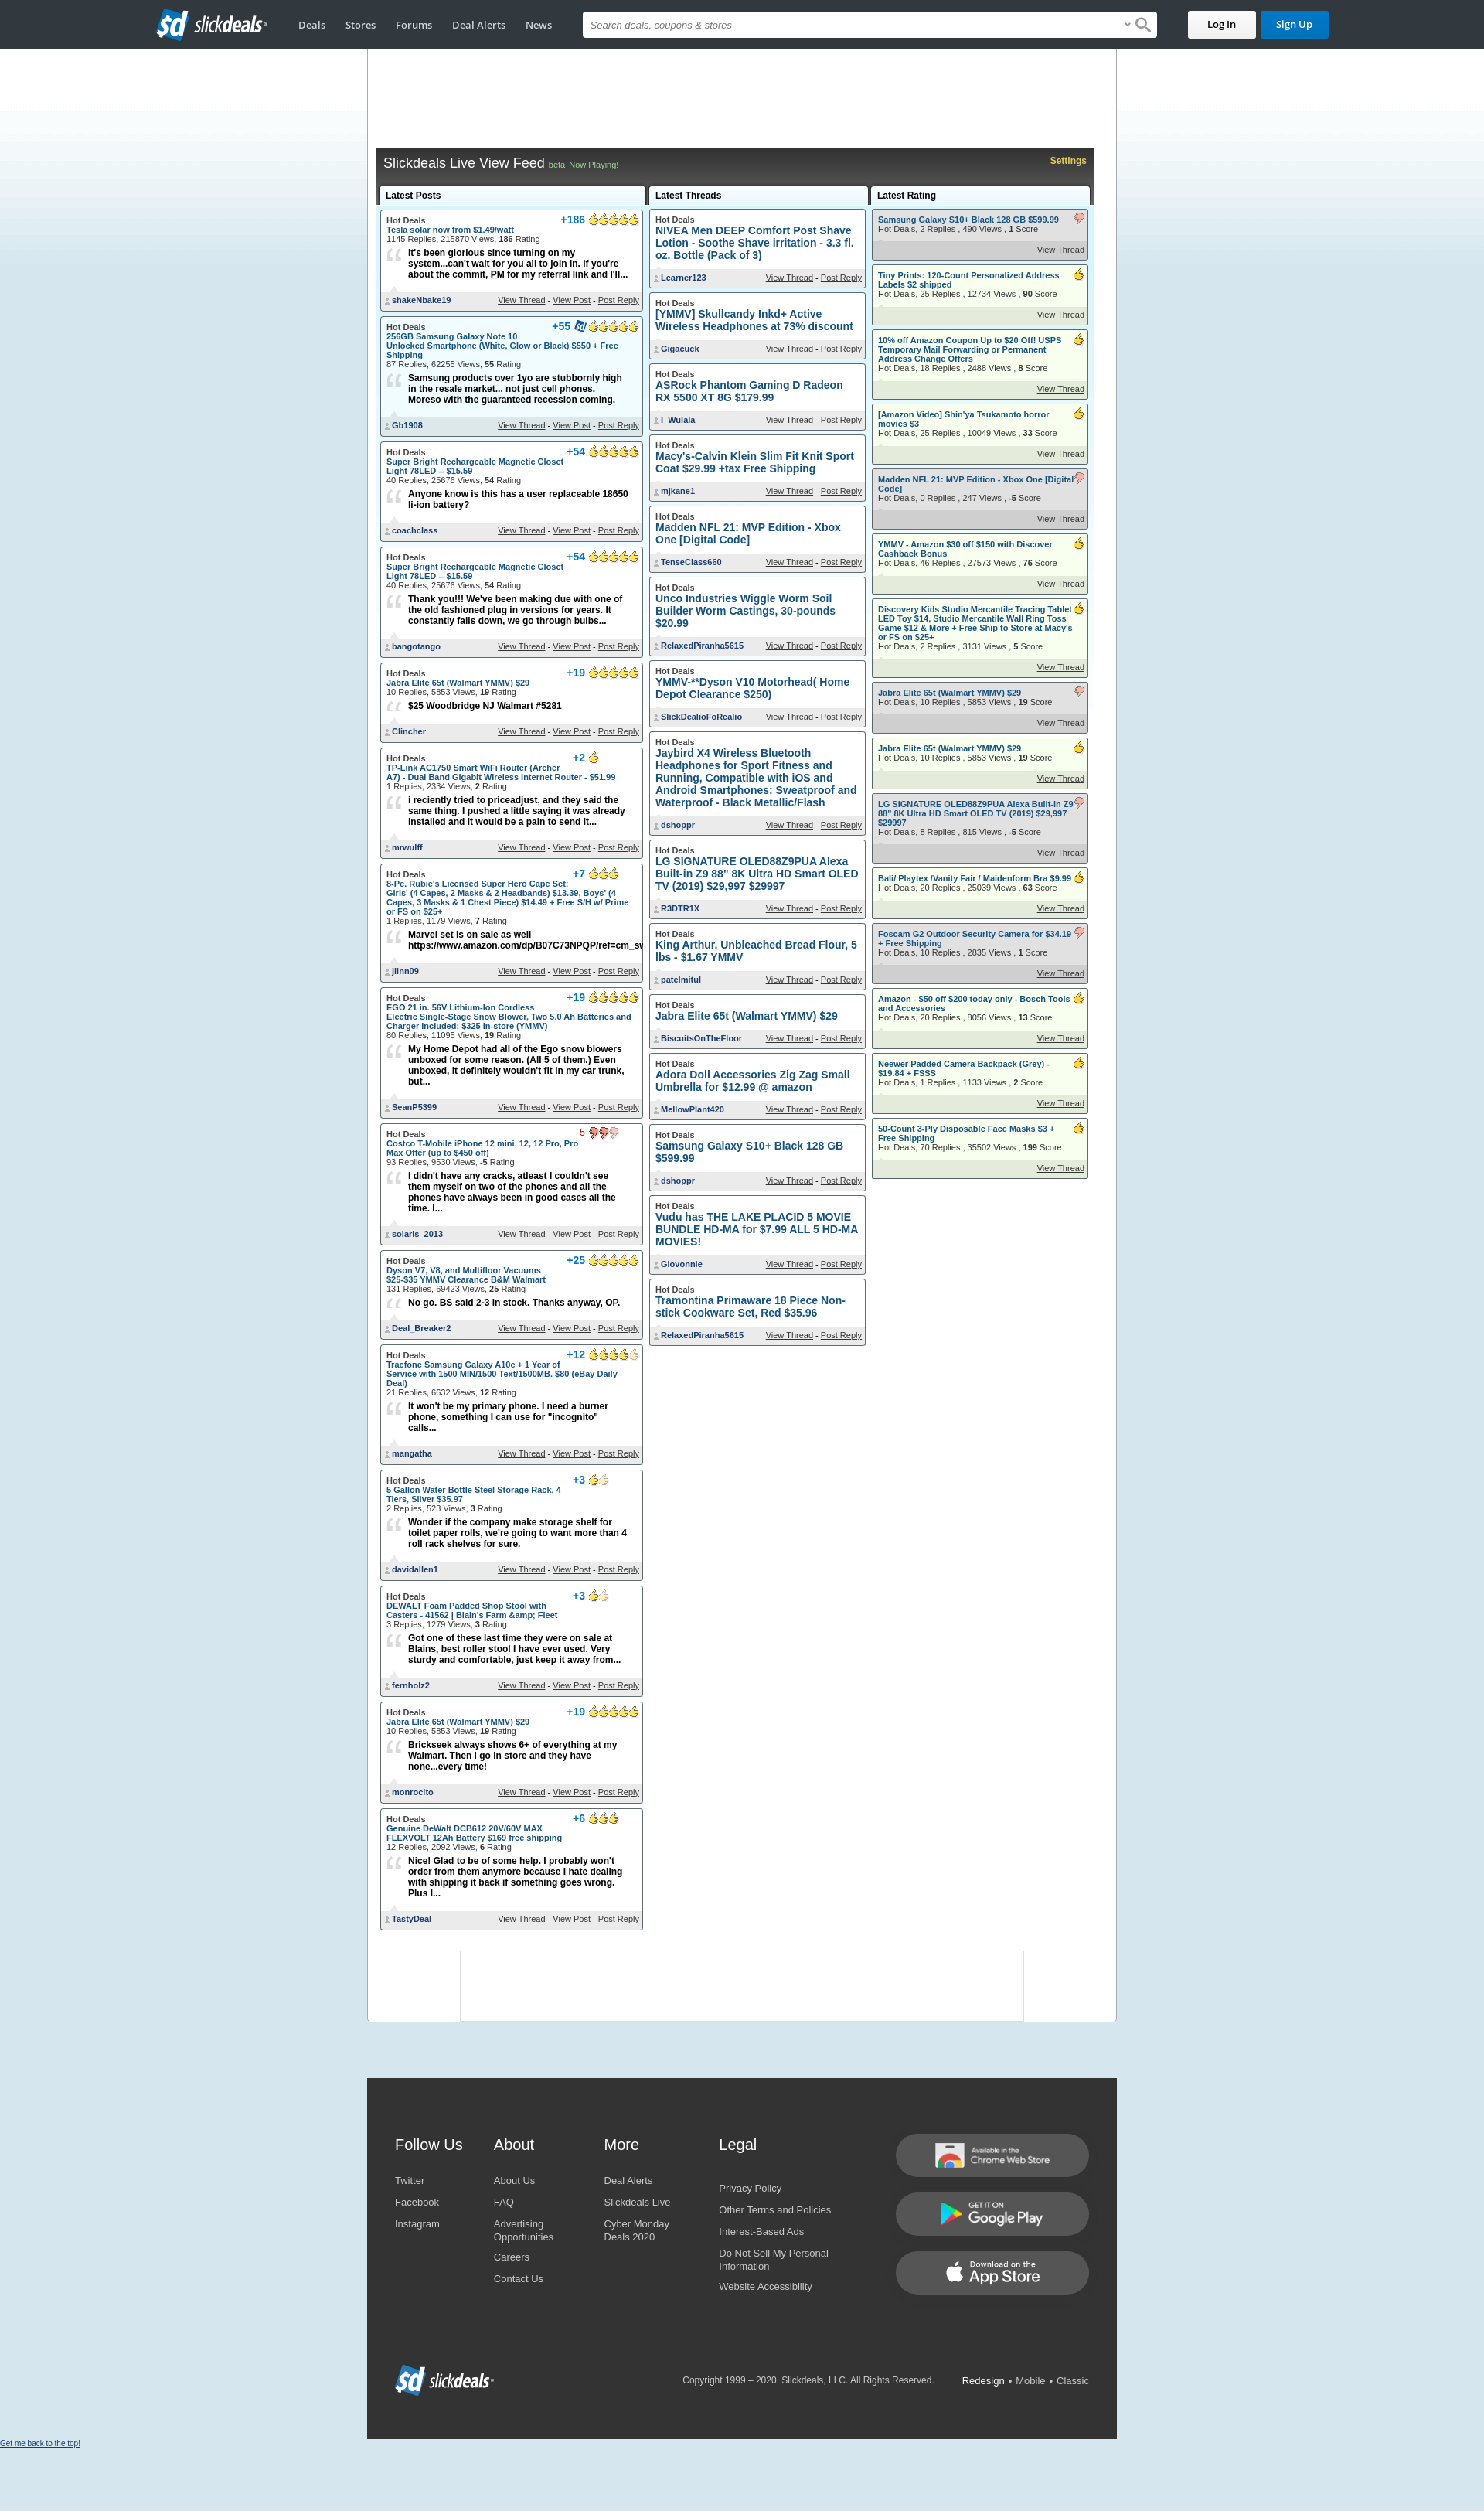 slickdeals
Deals
Stores
Forums
Deal Alerts
News
Search deals, coupons & stores
Log In
Sign Up
Slickdeals Live View Feed beta Now Playing!
Settings
Latest Posts
Hot Deals
+186
Tesla solar now from $1.49/watt
1145 Replies, 215870 Views, 186 Rating
It's been glorious since turning on my
system...can't wait for you all to join in. If you're
about the commit, PM for my referral link and I'll...
shakeNbake19
View Thread - View Post - Post Reply
Hot Deals
+55
256GB Samsung Galaxy Note 10
Unlocked Smartphone (White, Glow or Black) $550 + Free
Shipping
87 Replies, 62255 Views, 55 Rating
Samsung products over 1yo are stubbornly high
in the resale market... not just cell phones.
Moreso with the guaranteed recession coming.
Gb1908
View Thread - View Post - Post Reply
Hot Deals
+54
Super Bright Rechargeable Magnetic Closet
Light 78LED -- $15.59
40 Replies, 25676 Views, 54 Rating
Anyone know is this has a user replaceable 18650
li-ion battery?
coachclass
View Thread - View Post - Post Reply
Hot Deals
+54
Super Bright Rechargeable Magnetic Closet
Light 78LED -- $15.59
40 Replies, 25676 Views, 54 Rating
Thank you!!! We've been making due with one of
the old fashioned plug in versions for years. It
constantly falls down, we go through bulbs...
bangotango
View Thread - View Post - Post Reply
Hot Deals
+19
Jabra Elite 65t (Walmart YMMV) $29
10 Replies, 5853 Views, 19 Rating
$25 Woodbridge NJ Walmart #5281
Clincher
View Thread - View Post - Post Reply
Hot Deals
+2
TP-Link AC1750 Smart WiFi Router (Archer
A7) - Dual Band Gigabit Wireless Internet Router - $51.99
1 Replies, 2334 Views, 2 Rating
i reciently tried to priceadjust, and they said the
same thing. I pushed a little saying it was already
installed and it would be a pain to send it...
mrwulff
View Thread - View Post - Post Reply
Hot Deals
+7
8-Pc. Rubie's Licensed Super Hero Cape Set:
Girls' (4 Capes, 2 Masks & 2 Headbands) $13.39, Boys' (4
Capes, 3 Masks & 1 Chest Piece) $14.49 + Free S/H w/ Prime
or FS on $25+
1 Replies, 1179 Views, 7 Rating
Marvel set is on sale as well
https://www.amazon.com/dp/B07C73NPQP/ref=cm_sw
jlinn09
View Thread - View Post - Post Reply
Hot Deals
+19
EGO 21 in. 56V Lithium-Ion Cordless
Electric Single-Stage Snow Blower, Two 5.0 Ah Batteries and
Charger Included: $325 in-store (YMMV)
80 Replies, 11095 Views, 19 Rating
My Home Depot had all of the Ego snow blowers
unboxed for some reason. (All 5 of them.) Even
unboxed, it definitely wouldn't fit in my car trunk,
but...
SeanP5399
View Thread - View Post - Post Reply
Hot Deals
-5
Costco T-Mobile iPhone 12 mini, 12, 12 Pro, Pro
Max Offer (up to $450 off)
93 Replies, 9530 Views, -5 Rating
I didn't have any cracks, atleast I couldn't see
them myself on two of the phones and all the
phones have always been in good cases all the
time. I...
solaris_2013
View Thread - View Post - Post Reply
Hot Deals
+25
Dyson V7, V8, and Multifloor Vacuums
$25-$35 YMMV Clearance B&M Walmart
131 Replies, 69423 Views, 25 Rating
No go. BS said 2-3 in stock. Thanks anyway, OP.
Deal_Breaker2
View Thread - View Post - Post Reply
Hot Deals
+12
Tracfone Samsung Galaxy A10e + 1 Year of
Service with 1500 MIN/1500 Text/1500MB. $80 (eBay Daily
Deal)
21 Replies, 6632 Views, 12 Rating
It won't be my primary phone. I need a burner
phone, something I can use for "incognito"
calls...
mangatha
View Thread - View Post - Post Reply
Hot Deals
+3
5 Gallon Water Bottle Steel Storage Rack, 4
Tiers, Silver $35.97
2 Replies, 523 Views, 3 Rating
Wonder if the company make storage shelf for
toilet paper rolls, we're going to want more than 4
roll rack shelves for sure.
davidallen1
View Thread - View Post - Post Reply
Hot Deals
+3
DEWALT Foam Padded Shop Stool with
Casters - 41562 | Blain's Farm &amp; Fleet
3 Replies, 1279 Views, 3 Rating
Got one of these last time they were on sale at
Blains, best roller stool I have ever used. Very
sturdy and comfortable, just keep it away from...
fernholz2
View Thread - View Post - Post Reply
Hot Deals
+19
Jabra Elite 65t (Walmart YMMV) $29
10 Replies, 5853 Views, 19 Rating
Brickseek always shows 6+ of everything at my
Walmart. Then I go in store and they have
none...every time!
monrocito
View Thread - View Post - Post Reply
Hot Deals
+6
Genuine DeWalt DCB612 20V/60V MAX
FLEXVOLT 12Ah Battery $169 free shipping
12 Replies, 2092 Views, 6 Rating
Nice! Glad to be of some help. I probably won't
order from them anymore because I hate dealing
with shipping it back if something goes wrong.
Plus I...
TastyDeal
View Thread - View Post - Post Reply
Latest Threads
Hot Deals
NIVEA Men DEEP Comfort Post Shave
Lotion - Soothe Shave irritation - 3.3 fl.
oz. Bottle (Pack of 3)
Learner123
View Thread - Post Reply
Hot Deals
[YMMV] Skullcandy Inkd+ Active
Wireless Headphones at 73% discount
Gigacuck
View Thread - Post Reply
Hot Deals
ASRock Phantom Gaming D Radeon
RX 5500 XT 8G $179.99
I_Wulala
View Thread - Post Reply
Hot Deals
Macy's-Calvin Klein Slim Fit Knit Sport
Coat $29.99 +tax Free Shipping
mjkane1
View Thread - Post Reply
Hot Deals
Madden NFL 21: MVP Edition - Xbox
One [Digital Code]
TenseClass660
View Thread - Post Reply
Hot Deals
Unco Industries Wiggle Worm Soil
Builder Worm Castings, 30-pounds
$20.99
RelaxedPiranha5615
View Thread - Post Reply
Hot Deals
YMMV-**Dyson V10 Motorhead( Home
Depot Clearance $250)
SlickDealioFoRealio
View Thread - Post Reply
Hot Deals
Jaybird X4 Wireless Bluetooth
Headphones for Sport Fitness and
Running, Compatible with iOS and
Android Smartphones: Sweatproof and
Waterproof - Black Metallic/Flash
dshoppr
View Thread - Post Reply
Hot Deals
LG SIGNATURE OLED88Z9PUA Alexa
Built-in Z9 88" 8K Ultra HD Smart OLED
TV (2019) $29,997 $29997
R3DTR1X
View Thread - Post Reply
Hot Deals
King Arthur, Unbleached Bread Flour, 5
lbs - $1.67 YMMV
patelmitul
View Thread - Post Reply
Hot Deals
Jabra Elite 65t (Walmart YMMV) $29
BiscuitsOnTheFloor
View Thread - Post Reply
Hot Deals
Adora Doll Accessories Zig Zag Small
Umbrella for $12.99 @ amazon
MellowPlant420
View Thread - Post Reply
Hot Deals
Samsung Galaxy S10+ Black 128 GB
$599.99
dshoppr
View Thread - Post Reply
Hot Deals
Vudu has THE LAKE PLACID 5 MOVIE
BUNDLE HD-MA for $7.99 ALL 5 HD-MA
MOVIES!
Giovonnie
View Thread - Post Reply
Hot Deals
Tramontina Primaware 18 Piece Non-
stick Cookware Set, Red $35.96
RelaxedPiranha5615
View Thread - Post Reply
Latest Rating
Samsung Galaxy S10+ Black 128 GB $599.99
Hot Deals, 2 Replies , 490 Views , 1 Score
View Thread
Tiny Prints: 120-Count Personalized Address
Labels $2 shipped
Hot Deals, 25 Replies , 12734 Views , 90 Score
View Thread
10% off Amazon Coupon Up to $20 Off! USPS
Temporary Mail Forwarding or Permanent
Address Change Offers
Hot Deals, 18 Replies , 2488 Views , 8 Score
View Thread
[Amazon Video] Shin'ya Tsukamoto horror
movies $3
Hot Deals, 25 Replies , 10049 Views , 33 Score
View Thread
Madden NFL 21: MVP Edition - Xbox One [Digital
Code]
Hot Deals, 0 Replies , 247 Views , -5 Score
View Thread
YMMV - Amazon $30 off $150 with Discover
Cashback Bonus
Hot Deals, 46 Replies , 27573 Views , 76 Score
View Thread
Discovery Kids Studio Mercantile Tracing Tablet
LED Toy $14, Studio Mercantile Wall Ring Toss
Game $12 & More + Free Ship to Store at Macy's
or FS on $25+
Hot Deals, 2 Replies , 3131 Views , 5 Score
View Thread
Jabra Elite 65t (Walmart YMMV) $29
Hot Deals, 10 Replies , 5853 Views , 19 Score
View Thread
Jabra Elite 65t (Walmart YMMV) $29
Hot Deals, 10 Replies , 5853 Views , 19 Score
View Thread
LG SIGNATURE OLED88Z9PUA Alexa Built-in Z9
88" 8K Ultra HD Smart OLED TV (2019) $29,997
$29997
Hot Deals, 8 Replies , 815 Views , -5 Score
View Thread
Bali/ Playtex /Vanity Fair / Maidenform Bra $9.99
Hot Deals, 20 Replies , 25039 Views , 63 Score
View Thread
Foscam G2 Outdoor Security Camera for $34.19
+ Free Shipping
Hot Deals, 10 Replies , 2835 Views , 1 Score
View Thread
Amazon - $50 off $200 today only - Bosch Tools
and Accessories
Hot Deals, 20 Replies , 8056 Views , 13 Score
View Thread
Neewer Padded Camera Backpack (Grey) -
$19.84 + FSSS
Hot Deals, 1 Replies , 1133 Views , 2 Score
View Thread
50-Count 3-Ply Disposable Face Masks $3 +
Free Shipping
Hot Deals, 70 Replies , 35502 Views , 199 Score
View Thread
Follow Us
Twitter
Facebook
Instagram
About
About Us
FAQ
Advertising
Opportunities
Careers
Contact Us
More
Deal Alerts
Slickdeals Live
Cyber Monday
Deals 2020
Legal
Privacy Policy
Other Terms and Policies
Interest-Based Ads
Do Not Sell My Personal
Information
Website Accessibility
Available in the
Chrome Web Store
GET IT ON
Google Play
Download on the
App Store
slickdeals
Copyright 1999 – 2020. Slickdeals, LLC. All Rights Reserved.
Redesign • Mobile • Classic
Get me back to the top!